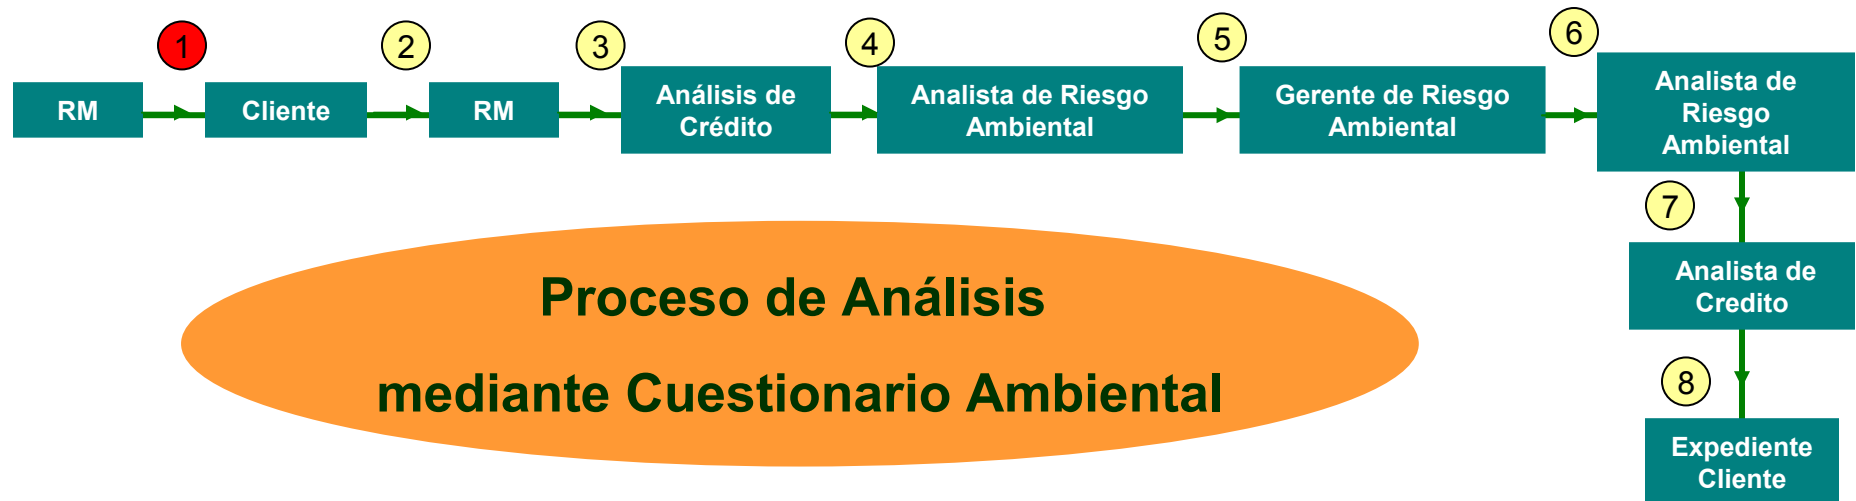 1
2
3
4
5
6
RM
Cliente
RM
Análisis de
Crédito
Analista de Riesgo
Ambiental
Gerente de Riesgo
Ambiental
Analista de
Riesgo
Ambiental
7
Analista de
Credito
8
Expediente
Cliente
Proceso de Análisis
mediante Cuestionario Ambiental